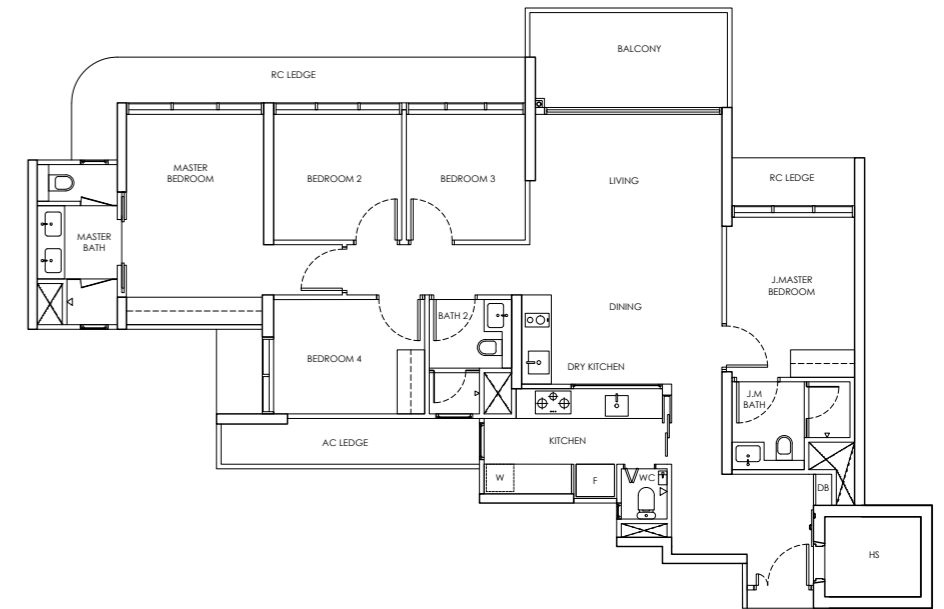 BALCONY
RC LEDGE
MASTER
BEDROOM
BEDROOM 2
BEDROOM 3
LIVING
RC LEDGE
MASTER
BATH
J.MASTER
BEDROOM
DINING
BATH 2
BEDROOM 4
DRY KITCHEN
J.M
BATH
AC LEDGE
KITCHEN
W
F
WC
DB
HS